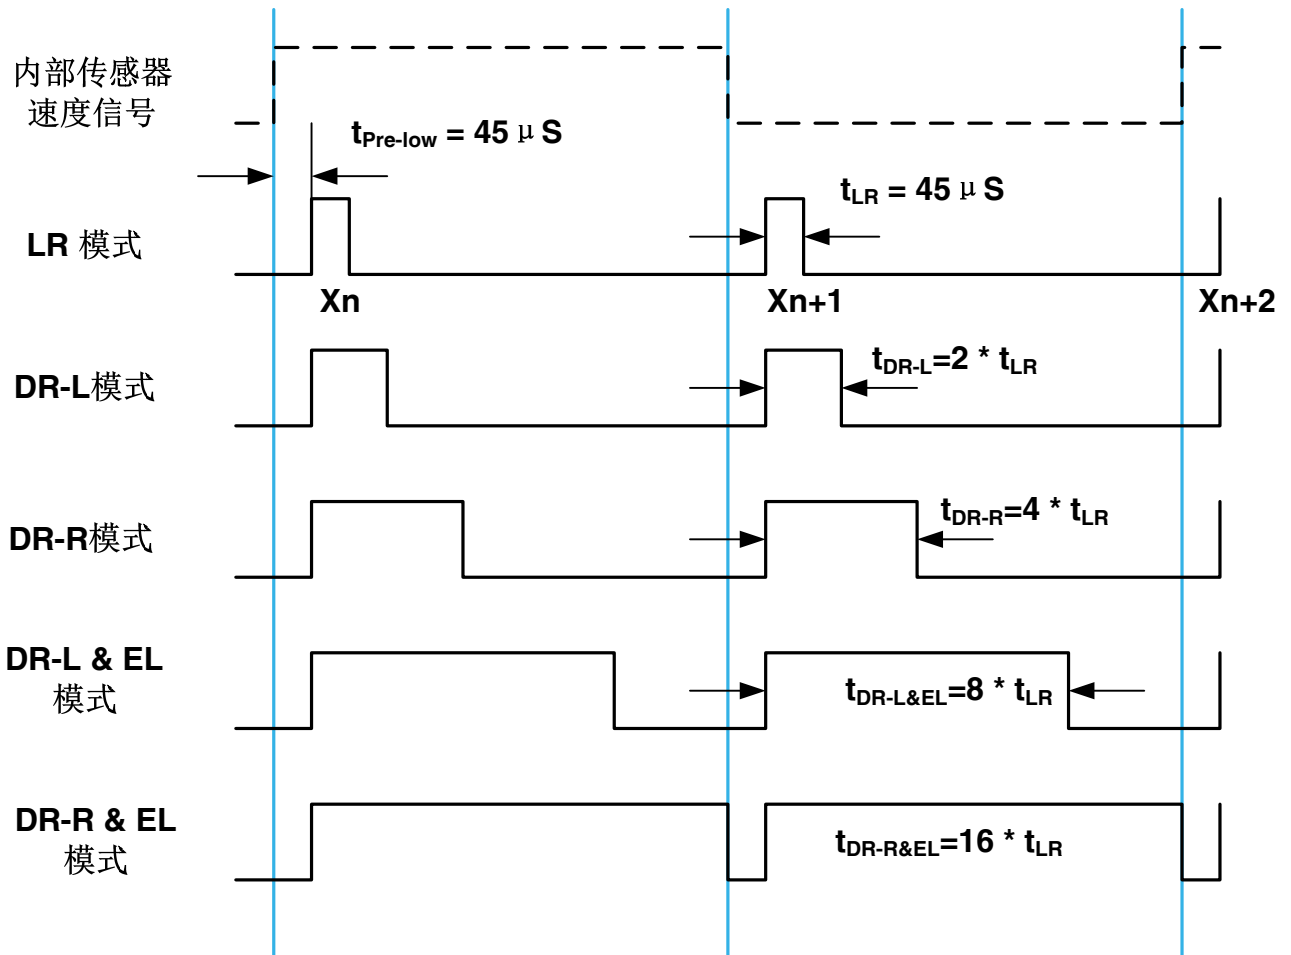 内部传感器
速度信号
tPre-low = 45 μS
tLR = 45 μS
LR 模式
Xn
Xn+1
Xn+2
tDR-L=2 * tLR
DR-L模式
tDR-R=4 * tLR
DR-R模式
DR-L & EL
模式
tDR-L&EL=8 * tLR
DR-R & EL
模式
tDR-R&EL=16 * tLR